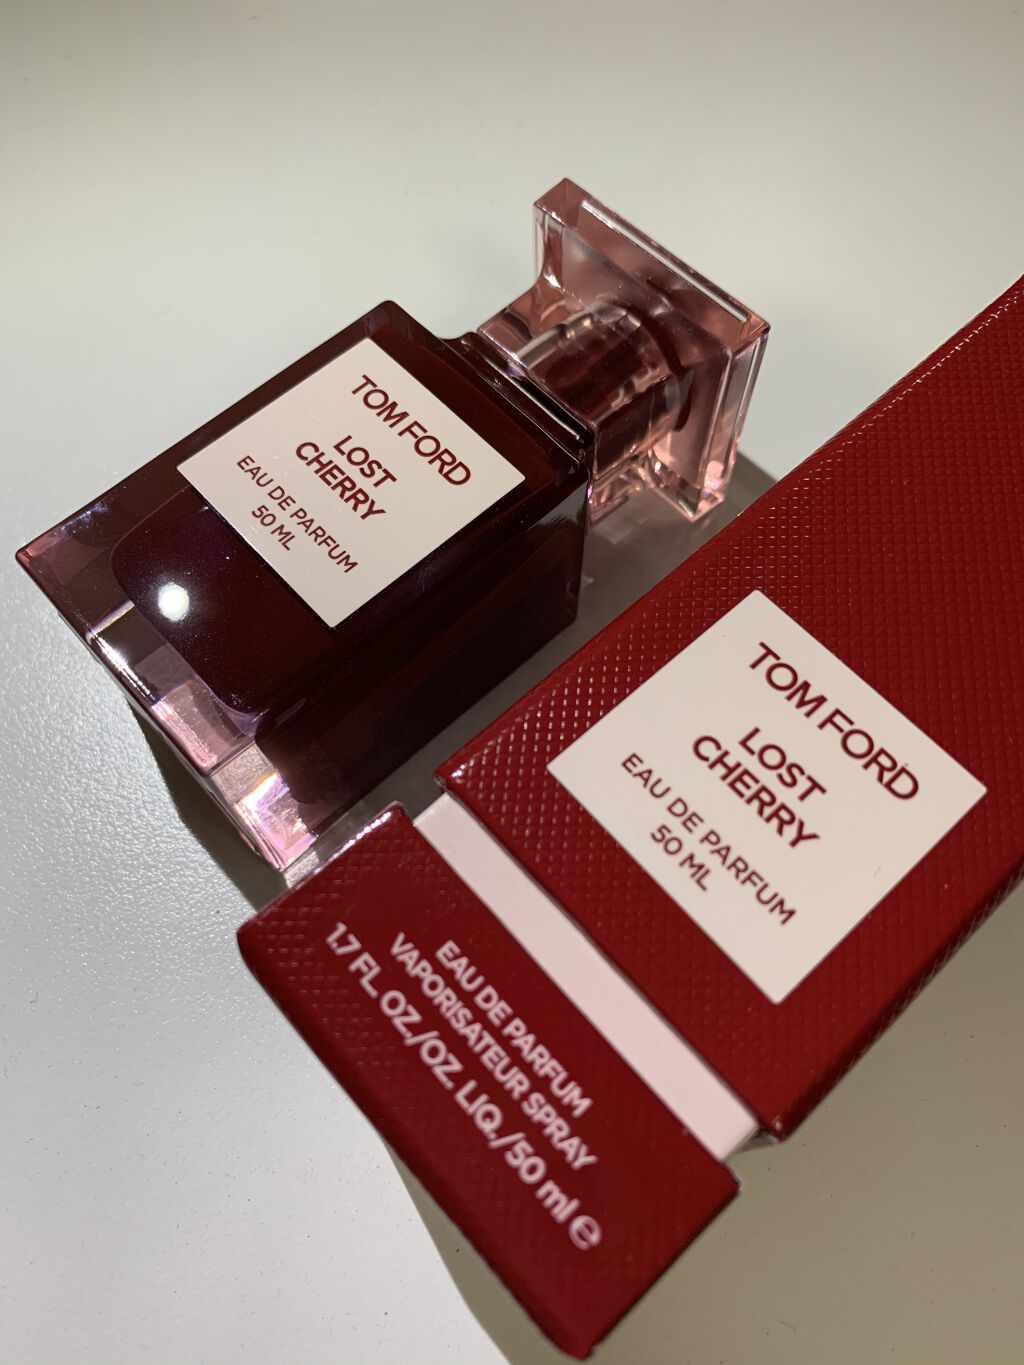 TOM FORD
LOST
CHERRY
EAU DE PARFUM
50 ML
TOM FORD
LOST
CHERRY
EAU DE PARFUM
50 ML
EAU DE PARFUM
VAPORISATEUR SPRAY
1.7 FL. OZ./OZ. LIQ./50 ml ℮